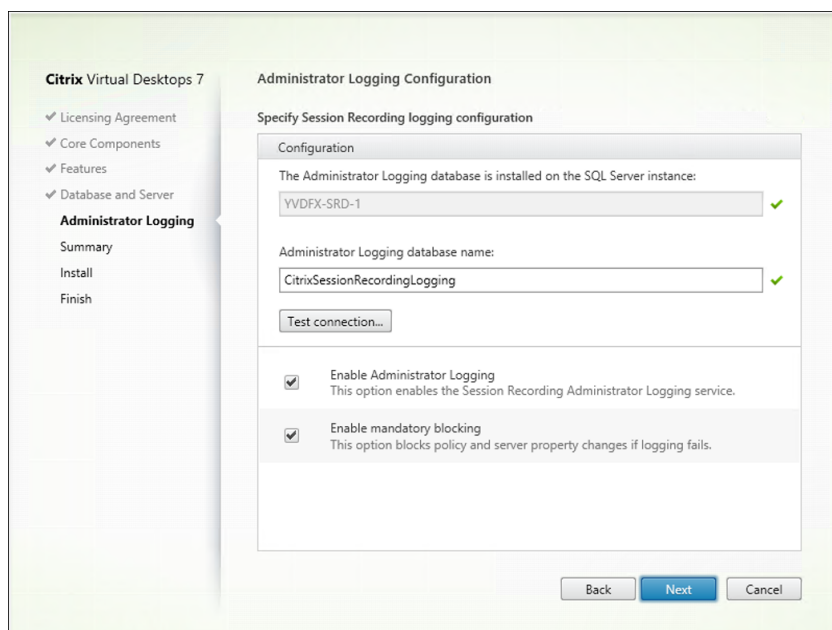 Citrix Virtual Desktops 7
Licensing Agreement
Core Components
Features
Database and Server
Administrator Logging
Summary
Install
Finish
Administrator Logging Configuration
Specify Session Recording logging configuration
Configuration
The Administrator Logging database is installed on the SQL Server instance:
YVDFX-SRD-1
Administrator Logging database name:
CitrixSessionRecordingLogging
Test connection...
Enable Administrator Logging
This option enables the Session Recording Administrator Logging service.
Enable mandatory blocking
This option blocks policy and server property changes if logging fails.
Back
Next
Cancel